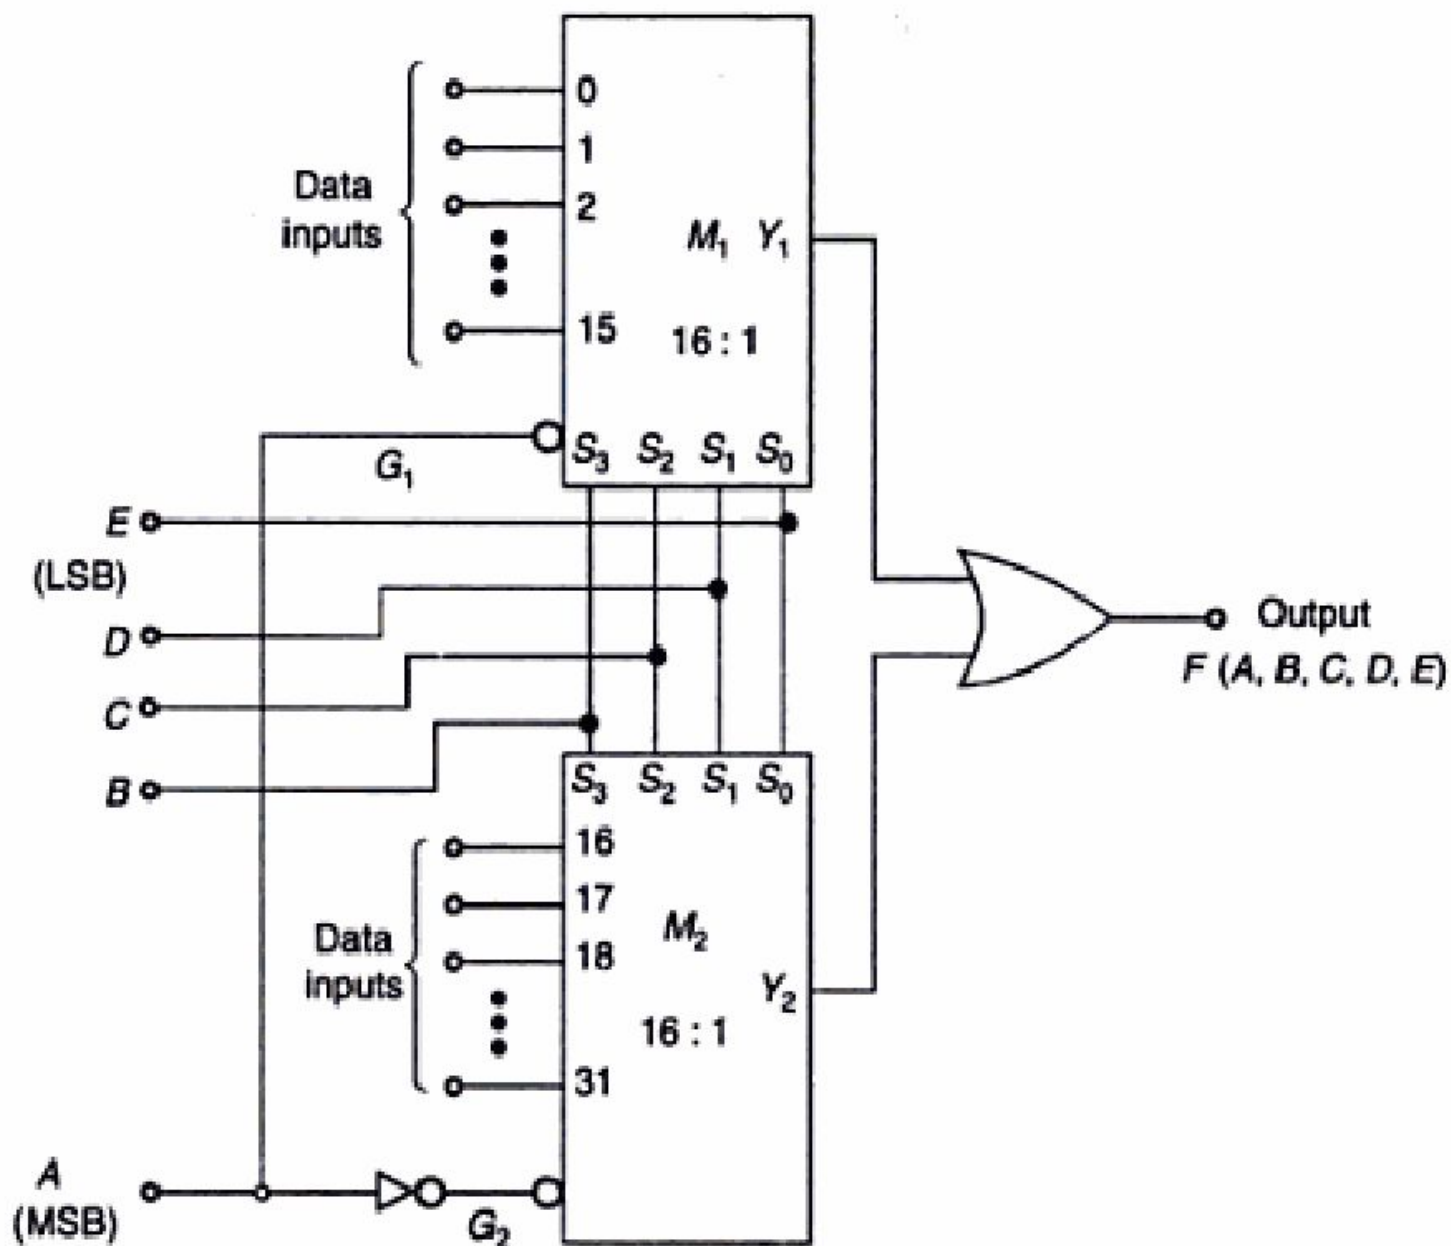 0
1
Data
inputs
2
M₁ Y₁
15
16 : 1
G₁
S₃ S₂ S₁ S₀
E
(LSB)
D
C
B
Output
F (A, B, C, D, E)
S₃ S₂ S₁ S₀
16
17
18
Data
inputs
M₂
Y₂
16 : 1
31
A
(MSB)
G₂